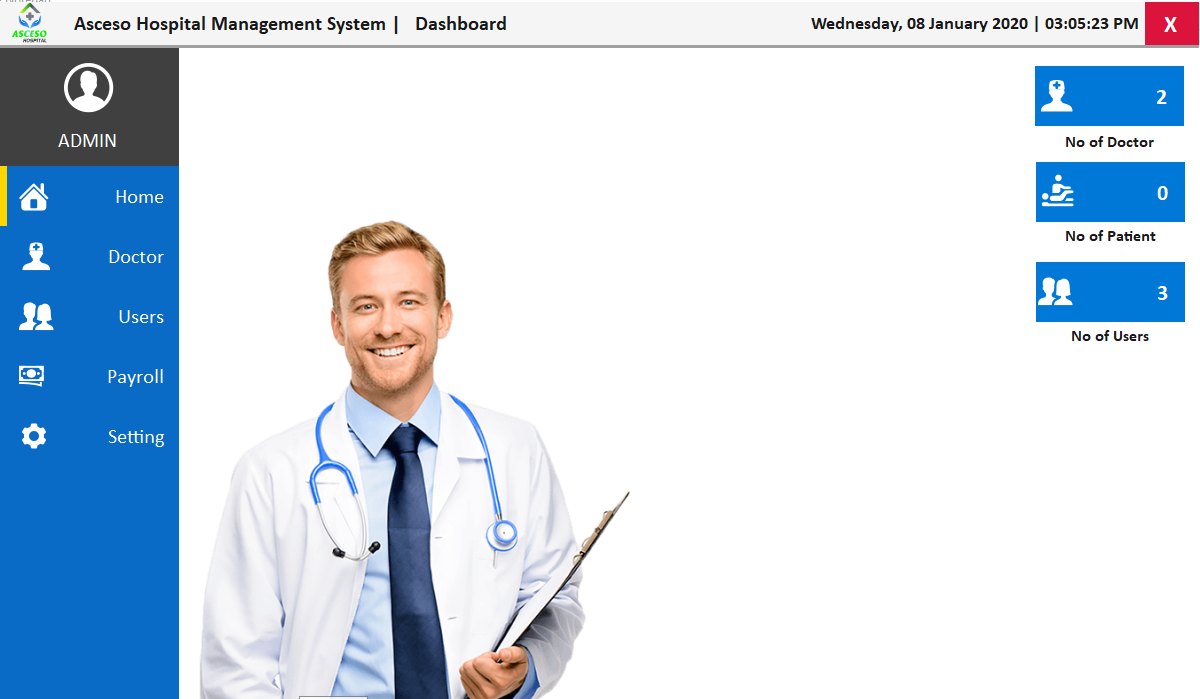 Asceso Hospital Management System | Dashboard
Wednesday, 08 January 2020 | 03:05:23 PM
X
ASCESO
HOSPITAL
ADMIN
Home
Doctor
Users
Payroll
Setting
2
No of Doctor
0
No of Patient
3
No of Users